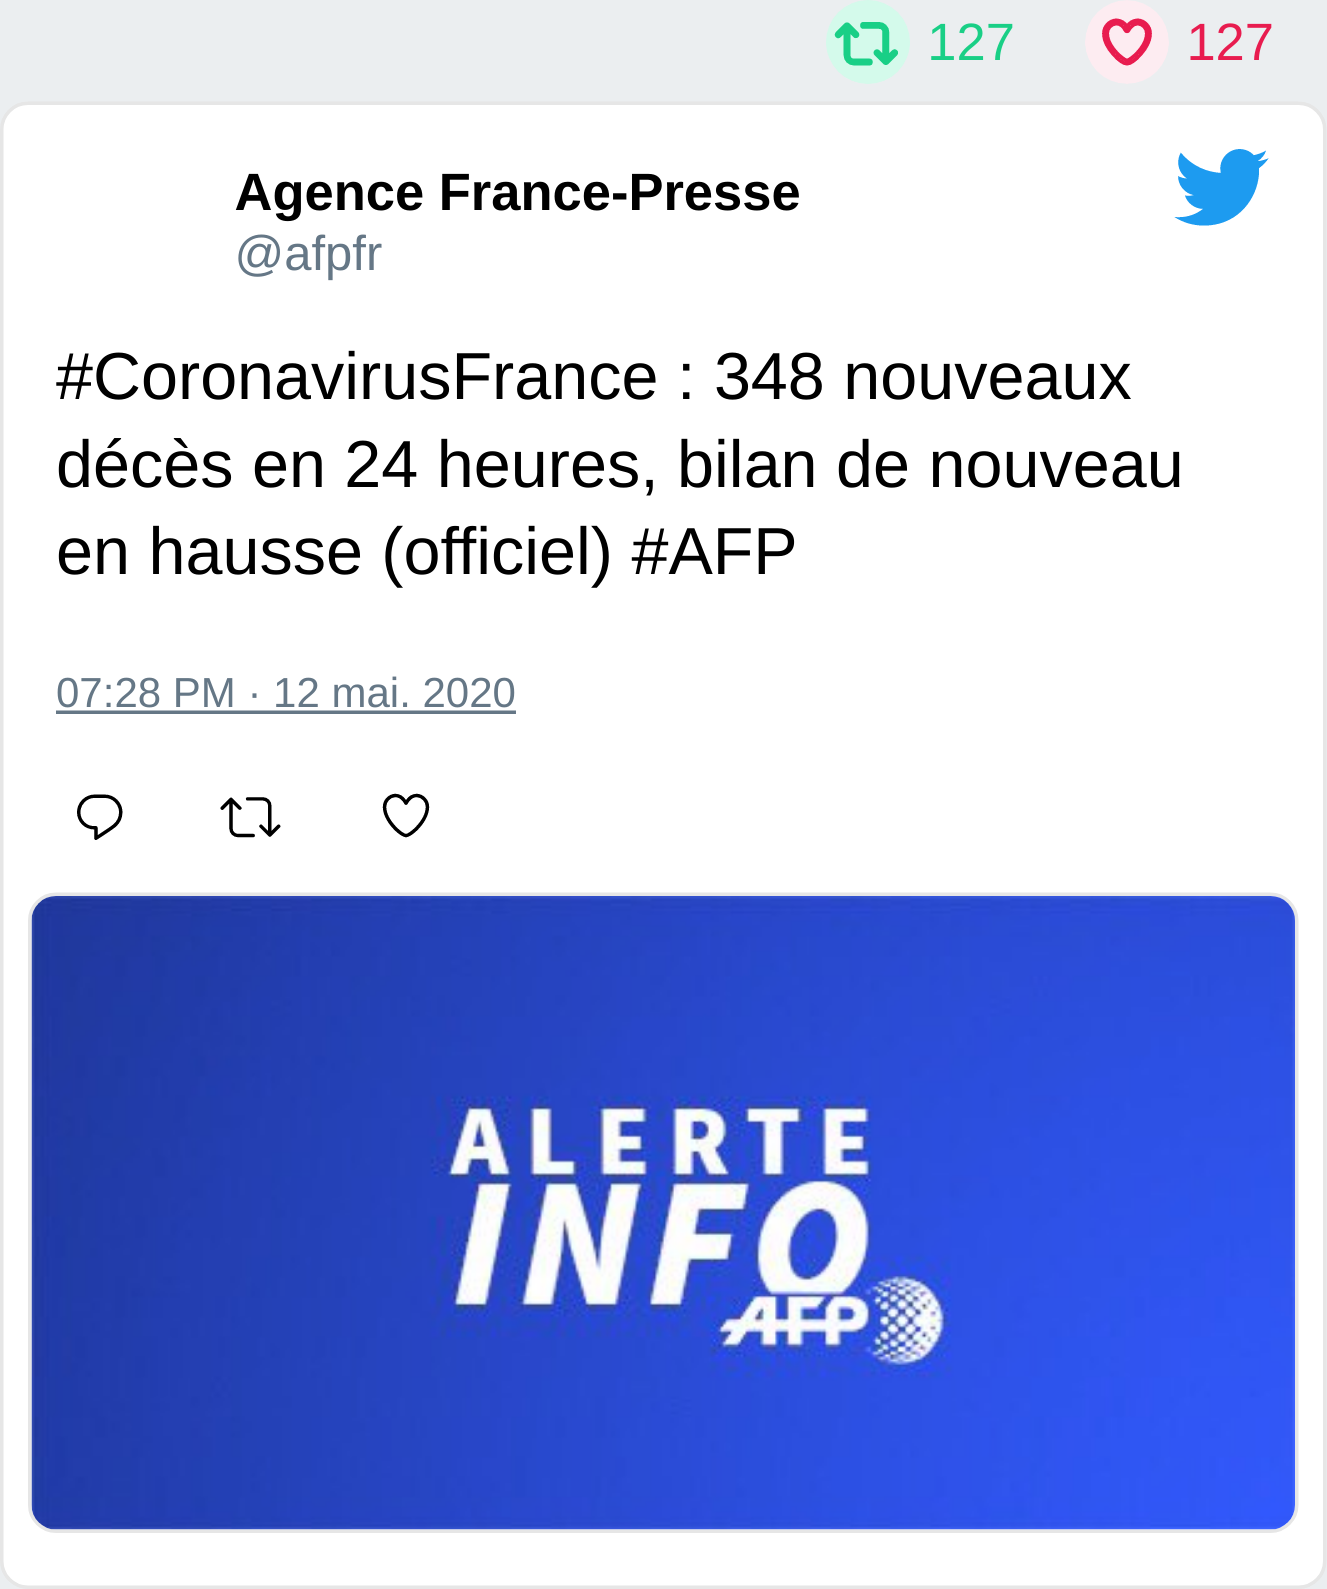 127 127
Agence France-Presse
@afpfr
#CoronavirusFrance : 348 nouveaux
décès en 24 heures, bilan de nouveau
en hausse (officiel) #AFP
07:28 PM · 12 mai. 2020
ALERTE
INFO
AFP